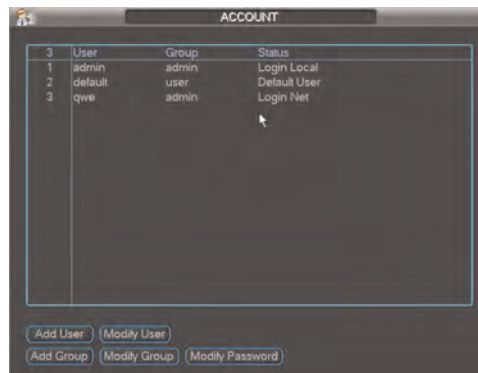 ACCOUNT
3 User Group Status
1 admin admin Login Local
2 default user Default User
3 qwe admin Login Net
Add User Modify User
Add Group Modify Group Modify Password